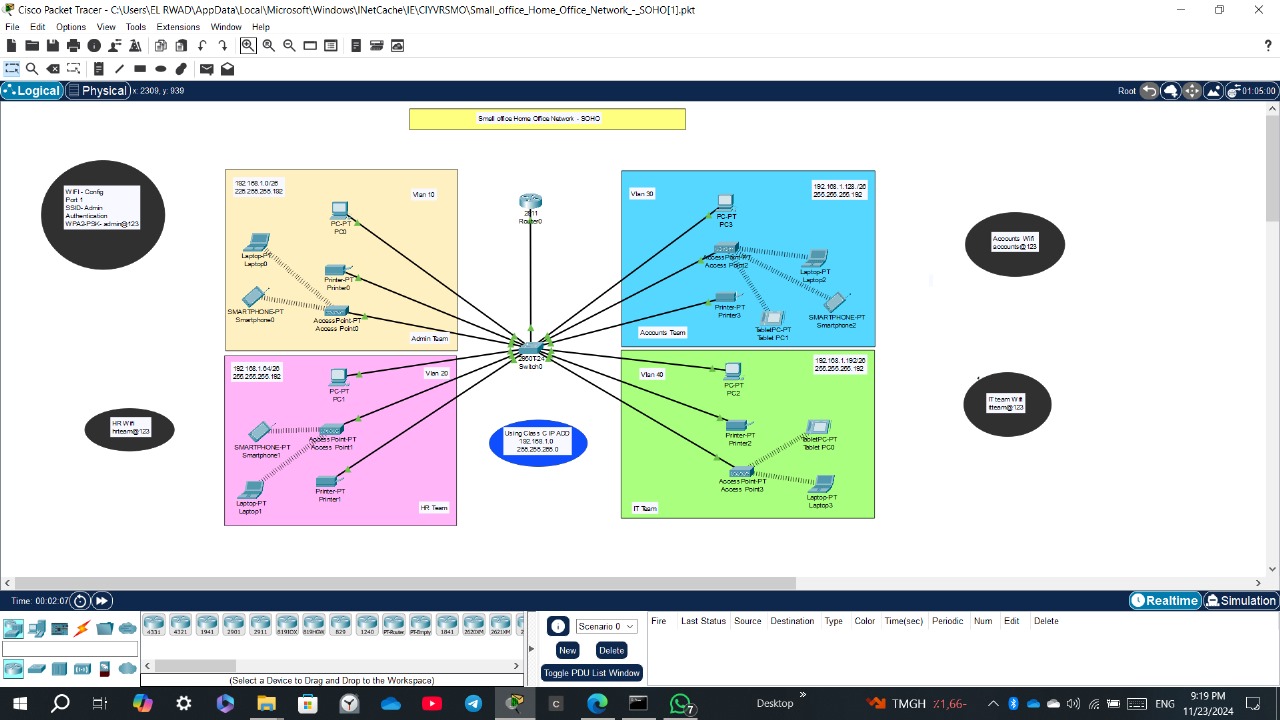 Cisco Packet Tracer - C:\Users\EL RWAD\AppData\Local\Microsoft\Windows\INetCache\IE\CIYVRSMO\Small_office_Home_Office_Network_-_SOHO[1].pkt
File Edit Options View Tools Extensions Window Help
Logical Physical x: 2309, y: 939 Root 01:05:00
Small office Home Office Network - SOHO
WIFI - Config
Port 1
SSID- Admin
Authentication
WPA2-PSK- admin@123
192.168.1.0/26
225.255.255.192
Vlan 10
PC-PT
PC0
Laptop-PT
Laptop0
Printer-PT
Printer0
SMARTPHONE-PT
Smartphone0
AccessPoint-PT
Access Point0
Admin Team
2811
Router0
Vlan 30
192.168.1.128./26
255.255.255.192
PC-PT
PC3
AccessPoint-PT
Access Point2
Laptop-PT
Laptop2
Printer-PT
Printer3
SMARTPHONE-PT
Smartphone2
TabletPC-PT
Tablet PC1
Accounts Team
Accounts Wifi
accounts@123
192.168.1.64/26
255.255.255.192
Vlan 20
PC-PT
PC1
AccessPoint-PT
Access Point1
SMARTPHONE-PT
Smartphone1
Printer-PT
Printer1
Laptop-PT
Laptop1
HR Team
HR Wifi
hrteam@123
2950T-24
Switch0
Using Class C IP ADD
192.168.1.0
255.255.255.0
Vlan 40
192.168.1.192/26
255.255.255.192
PC-PT
PC2
Printer-PT
Printer2
TabletPC-PT
Tablet PC0
AccessPoint-PT
Access Point3
Laptop-PT
Laptop3
IT Team
IT team Wifi
itteam@123
Time: 00:02:07 Realtime Simulation
4331 4321 1941 2901 2911 819IOX 819HGW 829 1240 PT-Router PT-Empty 1841 2620XM 2621XM
(Select a Device to Drag and Drop to the Workspace)
Scenario 0
New Delete
Toggle PDU List Window
Fire Last Status Source Destination Type Color Time(sec) Periodic Num Edit Delete
Desktop
TMGH ٪1,66-
ENG
9:19 PM
11/23/2024
7